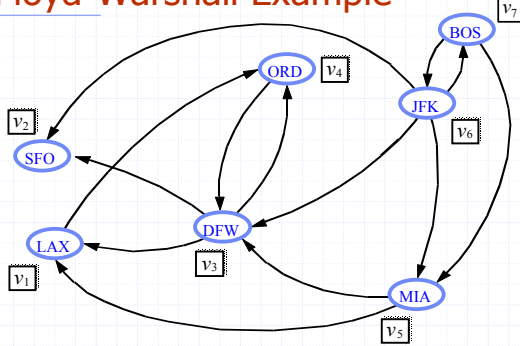 Floyd-Warshall Example
v7
BOS
ORD
v4
JFK
v2
v6
SFO
DFW
LAX
v3
v1
MIA
v5